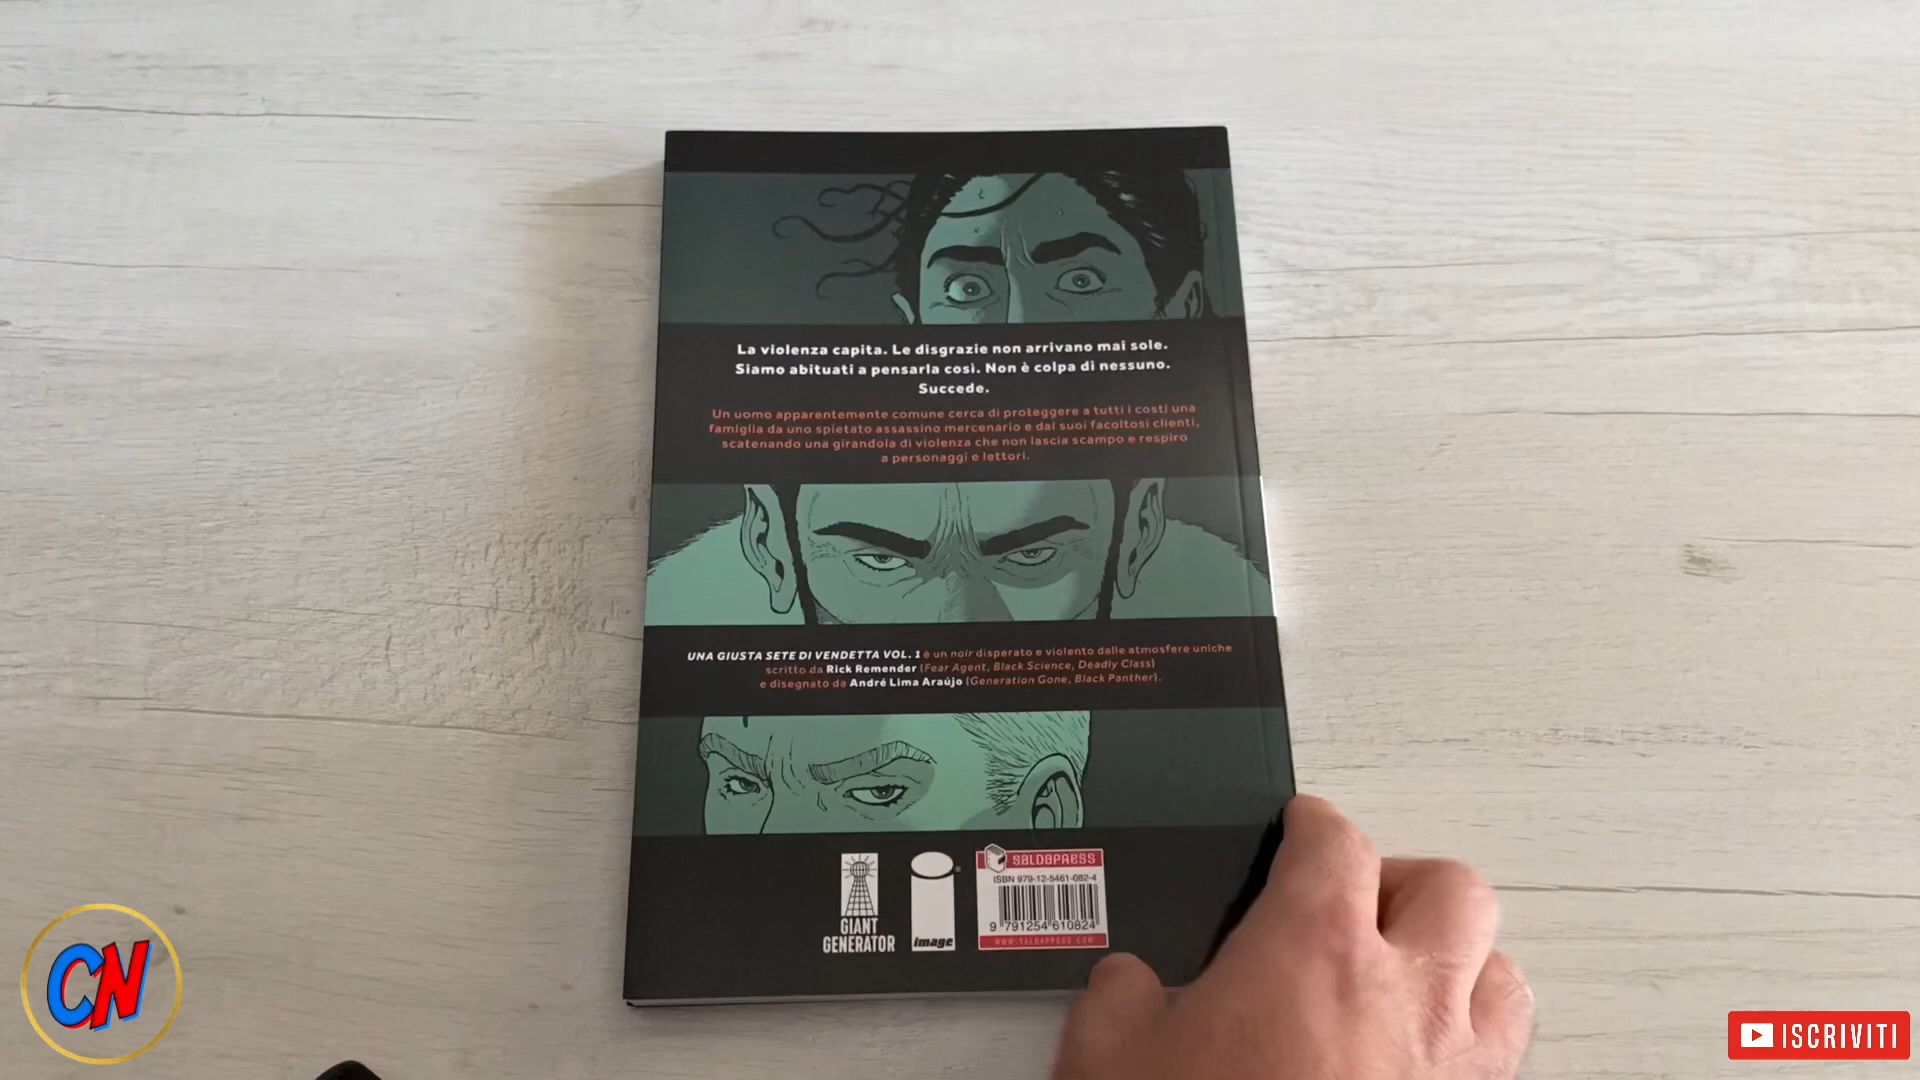 La violenza capita. Le disgrazie non arrivano mai sole.
Siamo abituati a pensarla così. Non è colpa di nessuno.
Succede.
Un uomo apparentemente comune cerca di proteggere a tutti i costi una
famiglia da uno spietato assassino mercenario e dai suoi facoltosi clienti,
scatenando una girandola di violenza che non lascia scampo e respiro
a personaggi e lettori.
UNA GIUSTA SETE DI VENDETTA VOL. 1 è un noir disperato e violento dalle atmosfere uniche
scritto da Rick Remender (Fear Agent, Black Science, Deadly Class)
e disegnato da André Lima Araújo (Generation Gone, Black Panther).
GIANT
GENERATOR
image
SALDAPRESS
ISBN 979-12-5461-082-4
9 791254 610824
WWW.SALDAPRESS.COM
CN
ISCRIVITI